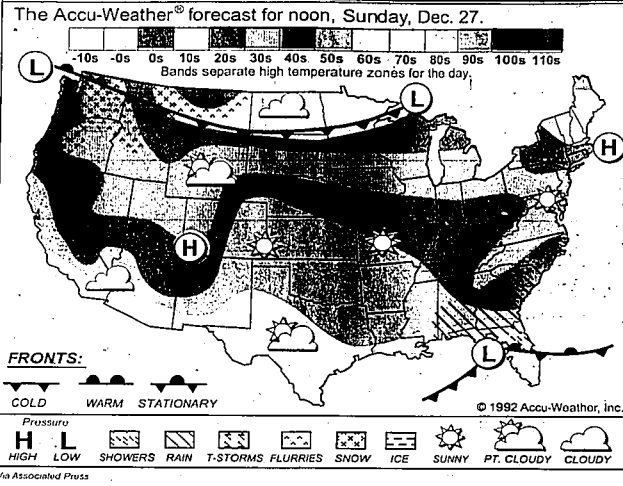 The Accu-Weather® forecast for noon, Sunday, Dec. 27.
-10s -0s 0s 10s 20s 30s 40s 50s 60s 70s 80s 90s 100s 110s
Bands separate high temperature zones for the day.
L
L
H
H
L
FRONTS:
COLD WARM STATIONARY
© 1992 Accu-Weather, Inc.
Pressure
H L
HIGH LOW SHOWERS RAIN T-STORMS FLURRIES SNOW ICE SUNNY PT. CLOUDY CLOUDY
Via Associated Press